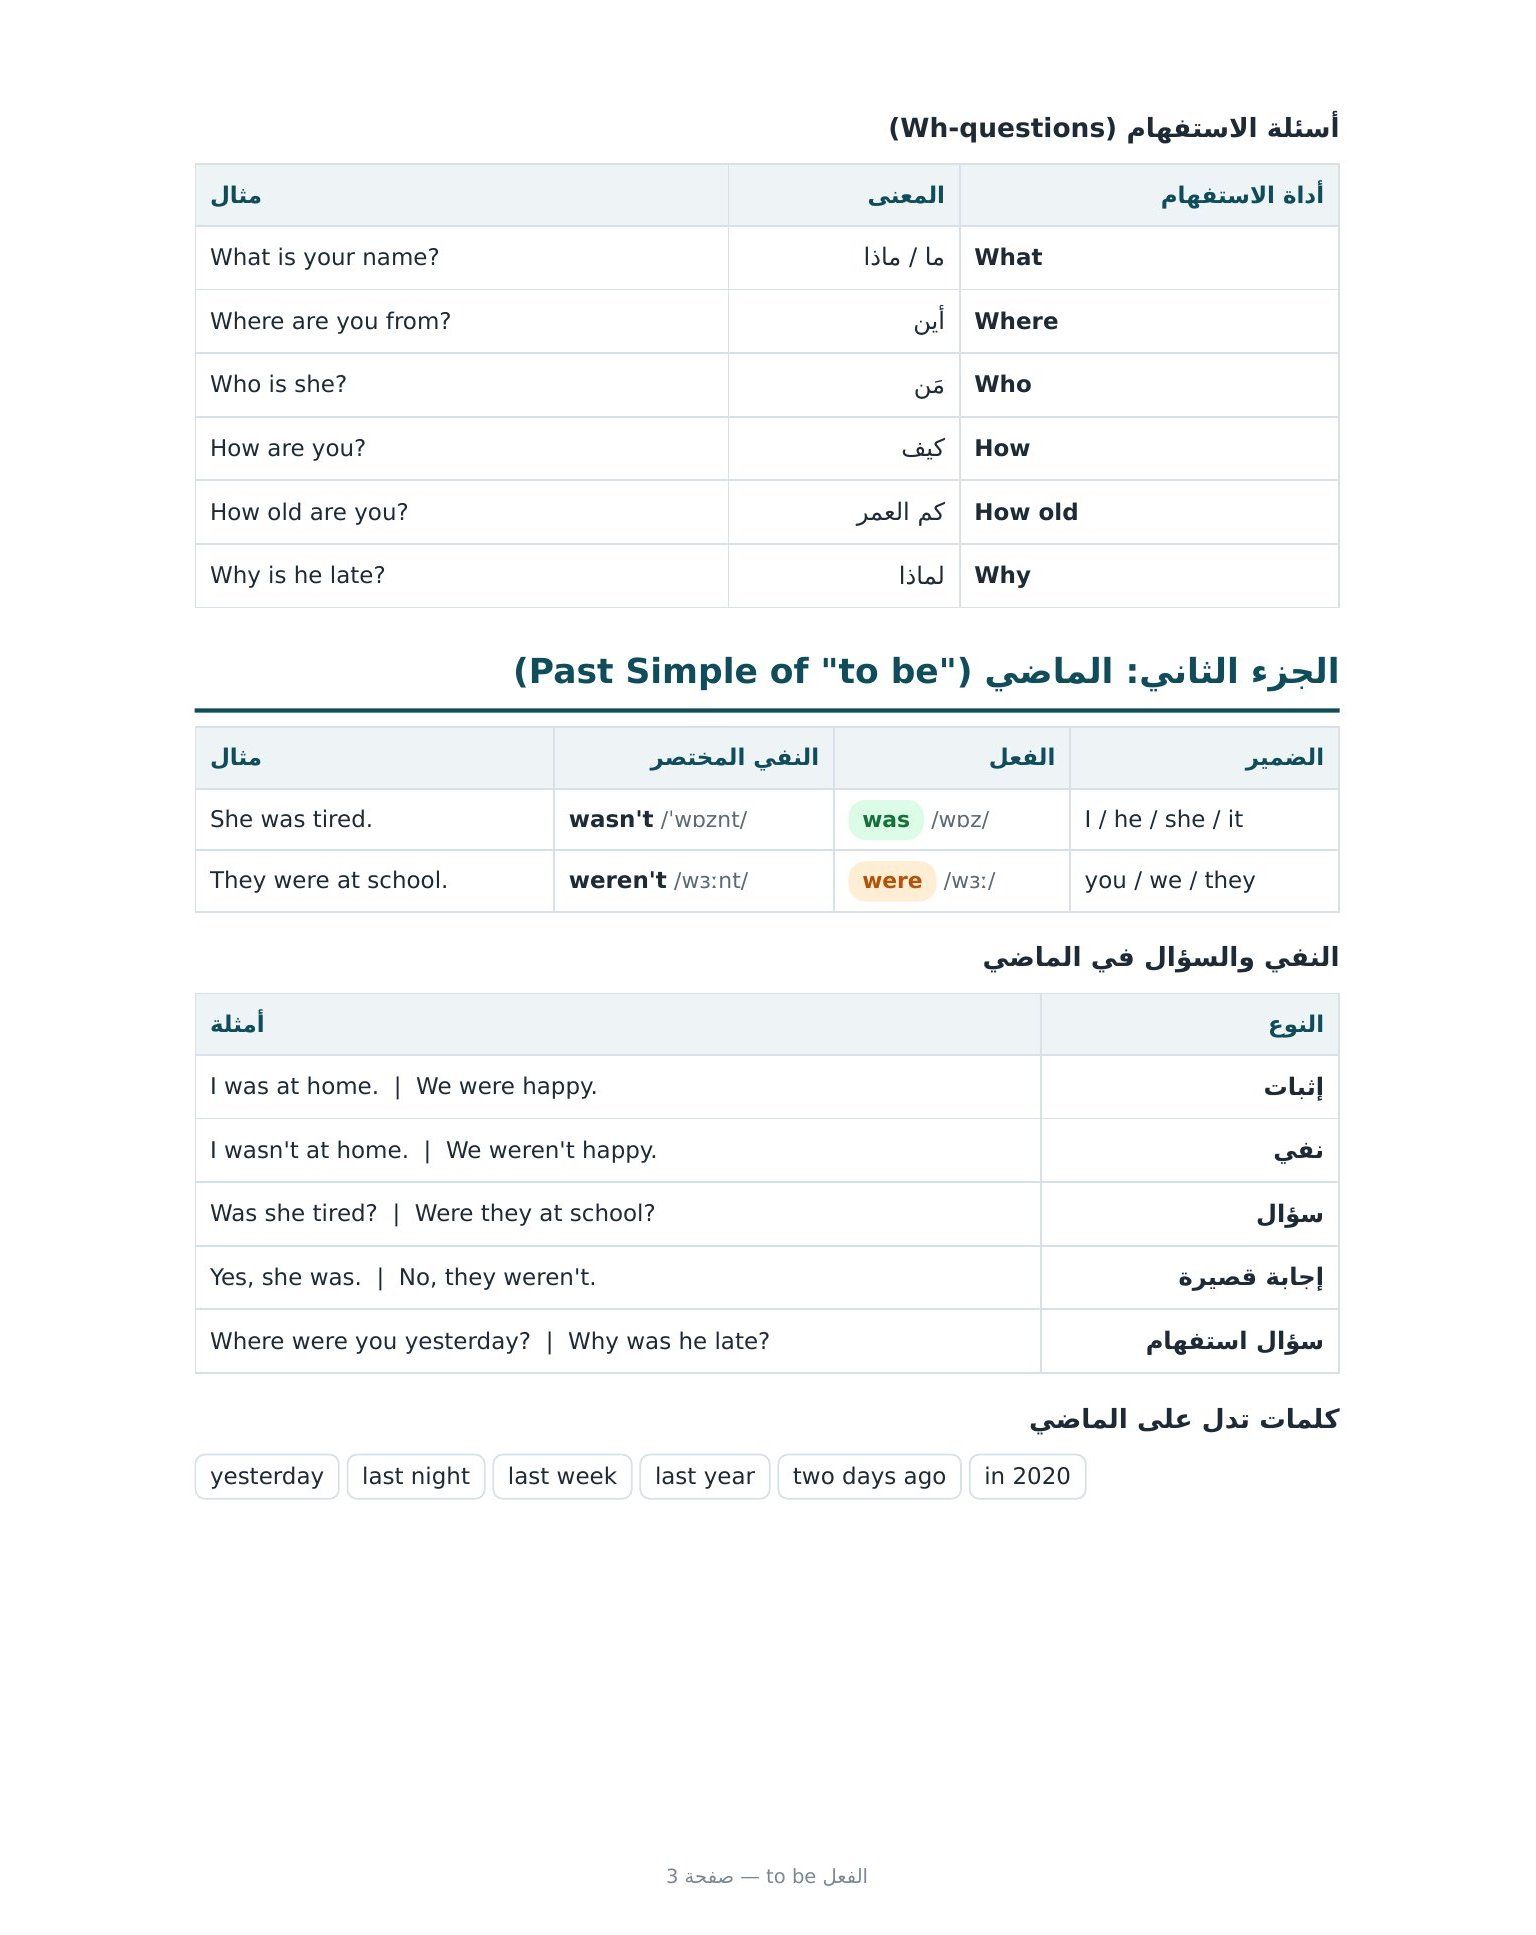 أسئلة الاستفهام (Wh-questions)
أداة الاستفهام المعنى مثال
What ما / ماذا What is your name?
Where أين Where are you from?
Who مَن Who is she?
How كيف How are you?
How old كم العمر How old are you?
Why لماذا Why is he late?
الجزء الثاني: الماضي (Past Simple of "to be")
الضمير الفعل النفي المختصر مثال
I / he / she / it was /wɒz/ wasn't /ˈwɒznt/ She was tired.
you / we / they were /wɜː/ weren't /wɜːnt/ They were at school.
النفي والسؤال في الماضي
النوع أمثلة
إثبات I was at home. | We were happy.
نفي I wasn't at home. | We weren't happy.
سؤال Was she tired? | Were they at school?
إجابة قصيرة Yes, she was. | No, they weren't.
سؤال استفهام Where were you yesterday? | Why was he late?
كلمات تدل على الماضي
yesterday last night last week last year two days ago in 2020
الفعل to be — صفحة 3